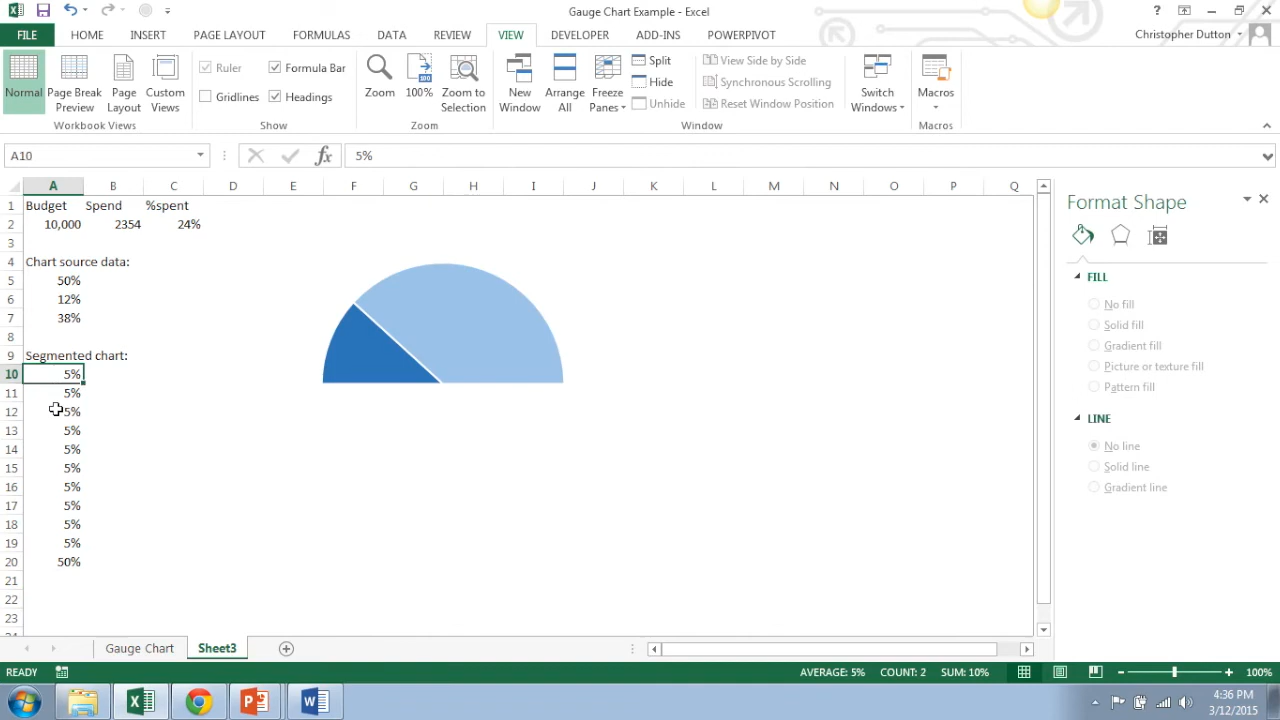 Gauge Chart Example - Excel
?
FILE HOME INSERT PAGE LAYOUT FORMULAS DATA REVIEW VIEW DEVELOPER ADD-INS POWERPIVOT Christopher Dutton
Normal
Page Break Preview
Page Layout
Custom Views
Workbook Views
Ruler
Formula Bar
Gridlines
Headings
Show
Zoom
100%
Zoom to Selection
Zoom
New Window
Arrange All
Freeze Panes
Split
Hide
Unhide
View Side by Side
Synchronous Scrolling
Reset Window Position
Switch Windows
Window
Macros
Macros
A10 fx 5%
A B C D E F G H I J K L M N O P Q
1 Budget Spend %spent
2 10,000 2354 24%
3
4 Chart source data:
5 50%
6 12%
7 38%
8
9 Segmented chart:
10 5%
11 5%
12 5%
13 5%
14 5%
15 5%
16 5%
17 5%
18 5%
19 5%
20 50%
21
22
23
24
Format Shape
FILL
No fill
Solid fill
Gradient fill
Picture or texture fill
Pattern fill
LINE
No line
Solid line
Gradient line
Gauge Chart Sheet3
READY AVERAGE: 5% COUNT: 2 SUM: 10% 100%
4:36 PM
3/12/2015